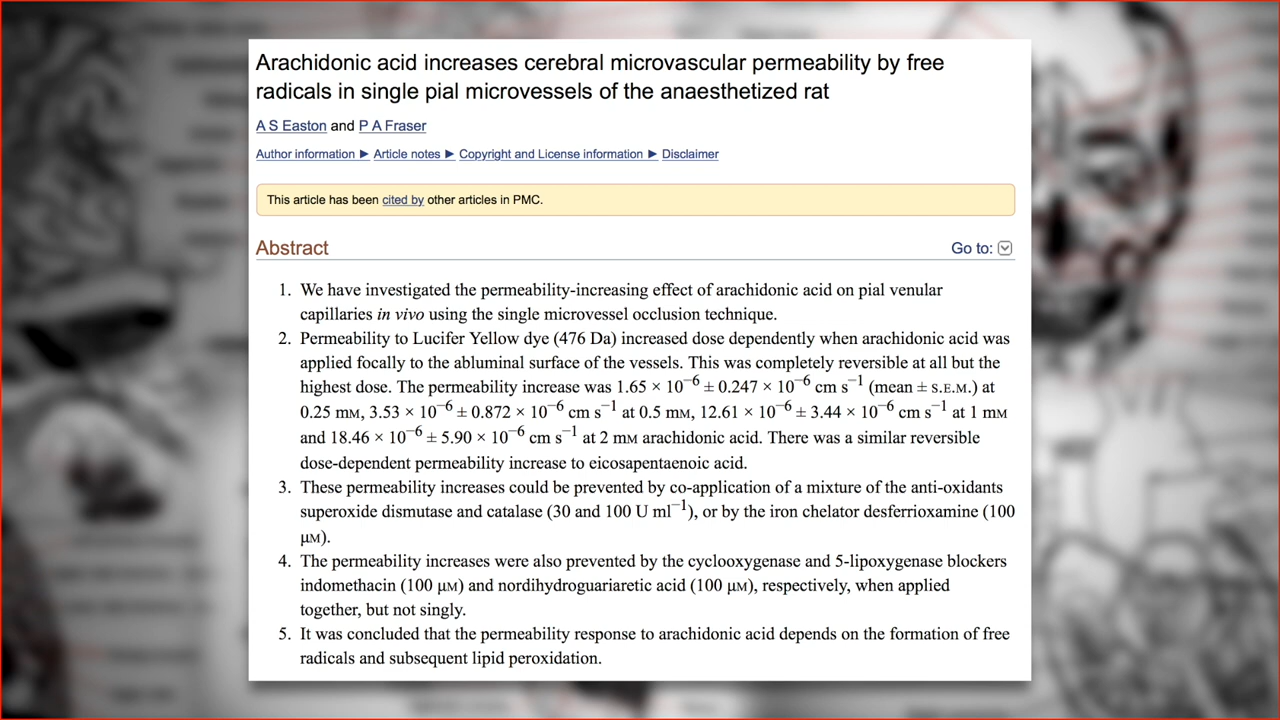 Arachidonic acid increases cerebral microvascular permeability by free
radicals in single pial microvessels of the anaesthetized rat
A S Easton and P A Fraser
Author information ► Article notes ► Copyright and License information ► Disclaimer
This article has been cited by other articles in PMC.
Abstract Go to:
1. We have investigated the permeability-increasing effect of arachidonic acid on pial venular
capillaries in vivo using the single microvessel occlusion technique.
2. Permeability to Lucifer Yellow dye (476 Da) increased dose dependently when arachidonic acid was
applied focally to the abluminal surface of the vessels. This was completely reversible at all but the
highest dose. The permeability increase was 1.65 × 10⁻⁶ ± 0.247 × 10⁻⁶ cm s⁻¹ (mean ± S.E.M.) at
0.25 mM, 3.53 × 10⁻⁶ ± 0.872 × 10⁻⁶ cm s⁻¹ at 0.5 mM, 12.61 × 10⁻⁶ ± 3.44 × 10⁻⁶ cm s⁻¹ at 1 mM
and 18.46 × 10⁻⁶ ± 5.90 × 10⁻⁶ cm s⁻¹ at 2 mM arachidonic acid. There was a similar reversible
dose-dependent permeability increase to eicosapentaenoic acid.
3. These permeability increases could be prevented by co-application of a mixture of the anti-oxidants
superoxide dismutase and catalase (30 and 100 U ml⁻¹), or by the iron chelator desferrioxamine (100
μM).
4. The permeability increases were also prevented by the cyclooxygenase and 5-lipoxygenase blockers
indomethacin (100 μM) and nordihydroguariaretic acid (100 μM), respectively, when applied
together, but not singly.
5. It was concluded that the permeability response to arachidonic acid depends on the formation of free
radicals and subsequent lipid peroxidation.